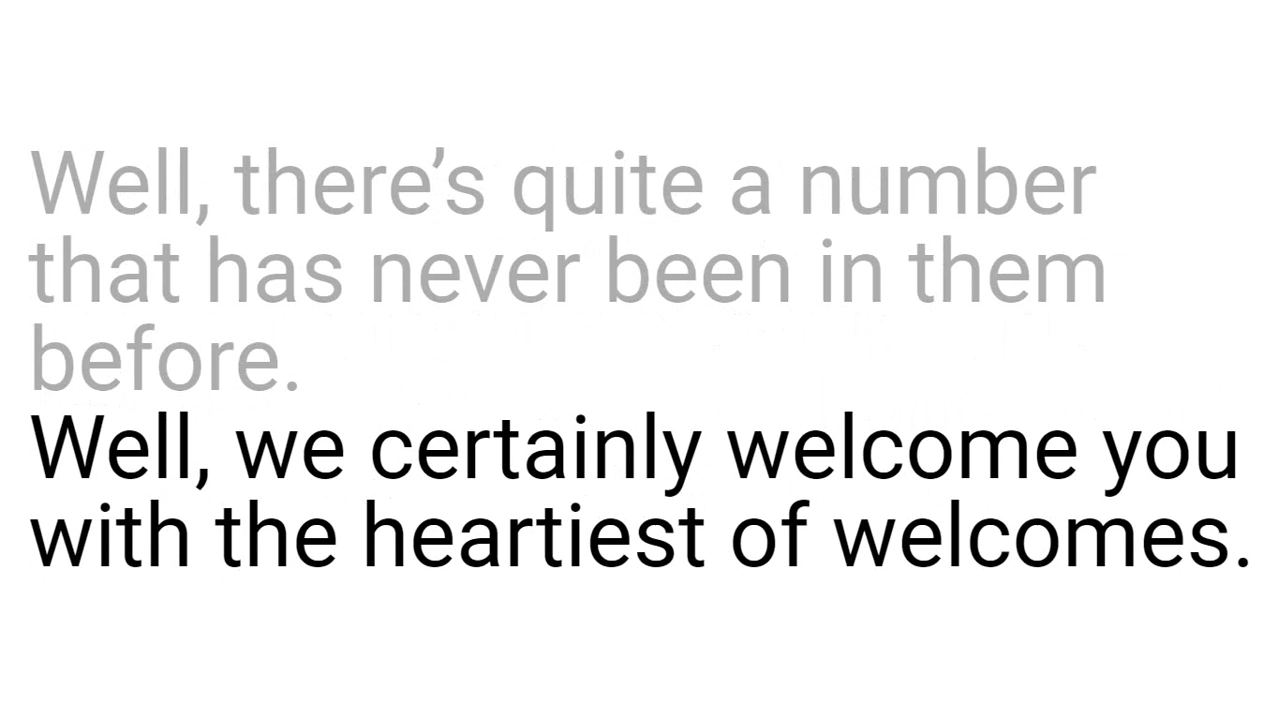 Well, there’s quite a number
that has never been in them
before.
Well, we certainly welcome you
with the heartiest of welcomes.